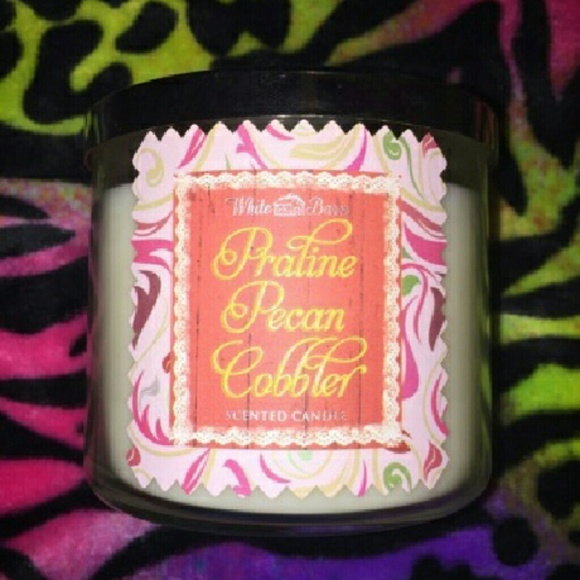 White Barn
Praline
Pecan
Cobbler
SCENTED CANDLE